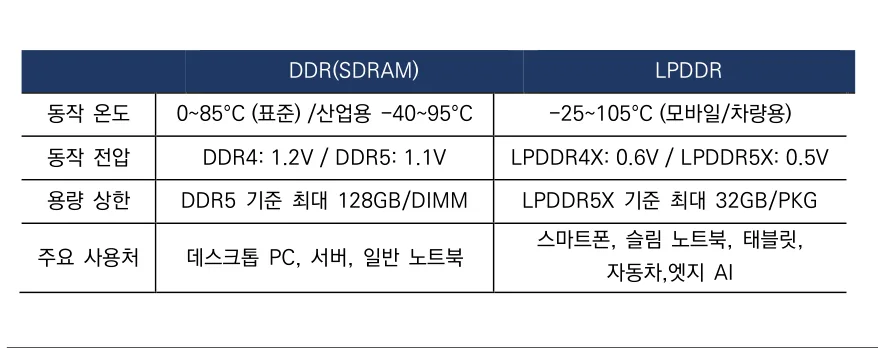 DDR(SDRAM) LPDDR
동작 온도 0~85°C (표준) /산업용 -40~95°C -25~105°C (모바일/차량용)
동작 전압 DDR4: 1.2V / DDR5: 1.1V LPDDR4X: 0.6V / LPDDR5X: 0.5V
용량 상한 DDR5 기준 최대 128GB/DIMM LPDDR5X 기준 최대 32GB/PKG
주요 사용처 데스크톱 PC, 서버, 일반 노트북 스마트폰, 슬림 노트북, 태블릿,
자동차,엣지 AI